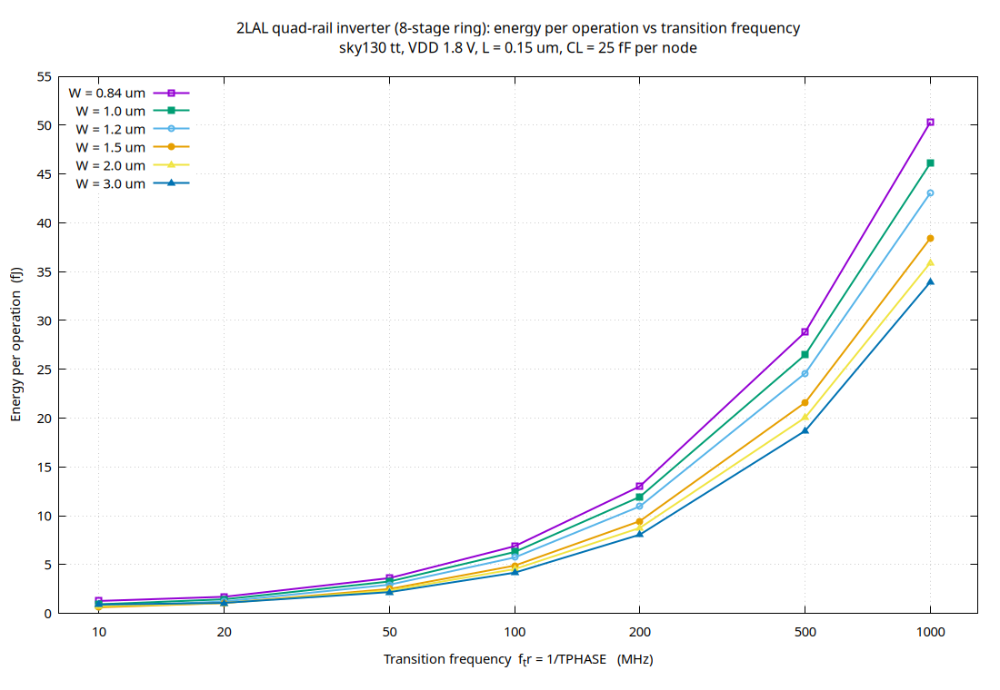 2LAL quad-rail inverter (8-stage ring): energy per operation vs transition frequency
sky130 tt, VDD 1.8 V, L = 0.15 um, CL = 25 fF per node
55
50
45
40
35
30
25
20
15
10
5
0
Energy per operation (fJ)
W = 0.84 um
W = 1.0 um
W = 1.2 um
W = 1.5 um
W = 2.0 um
W = 3.0 um
10 20 50 100 200 500 1000
Transition frequency fₜr = 1/TPHASE (MHz)